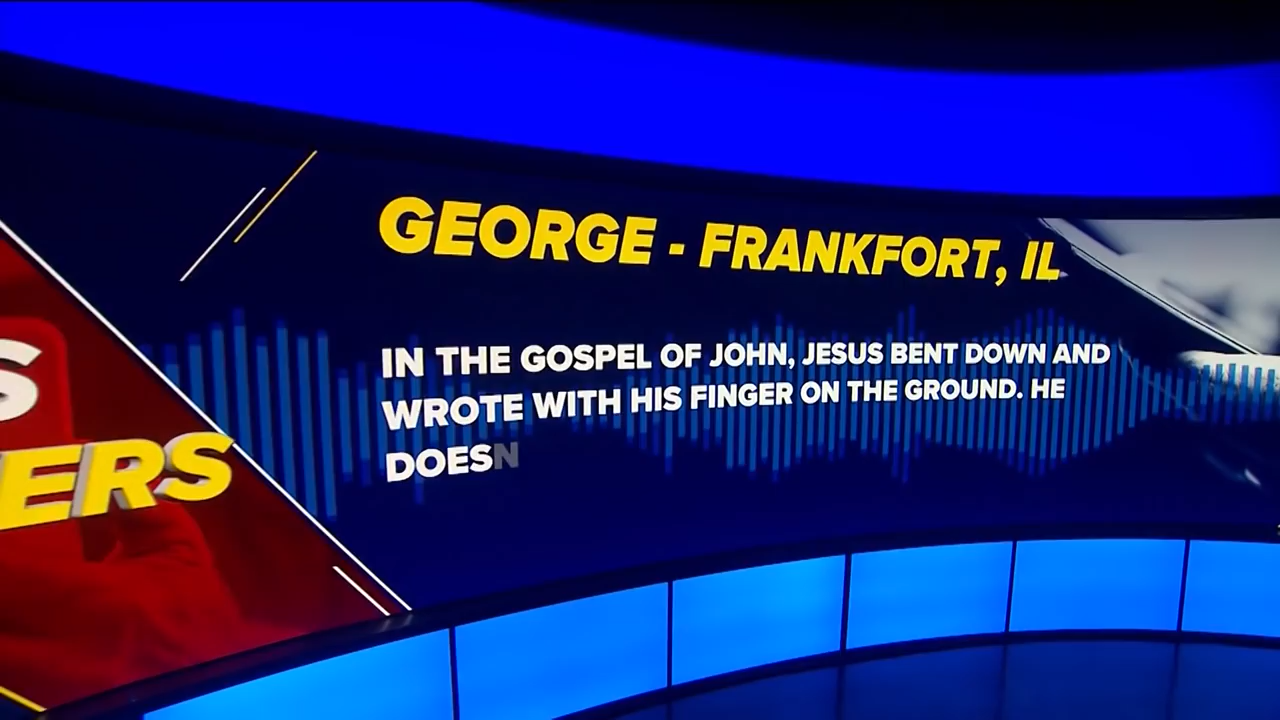 GEORGE - FRANKFORT, IL
IN THE GOSPEL OF JOHN, JESUS BENT DOWN AND
WROTE WITH HIS FINGER ON THE GROUND. HE
DOESN
S
ERS